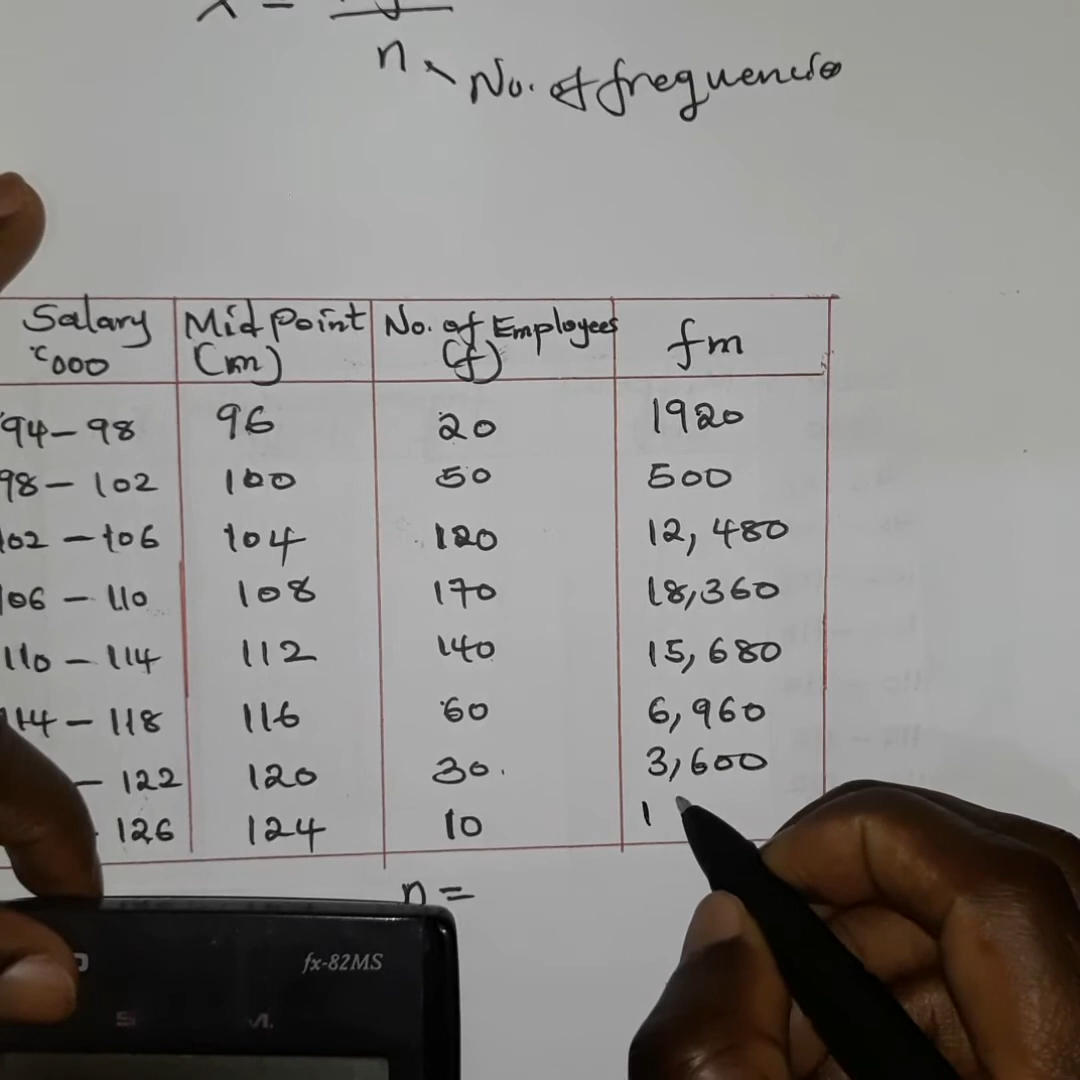 n No. of frequencies
Salary Mid Point No. of Employees fm
'000 (m) (f)
94 – 98 96 20 1920
98 – 102 100 50 500
102 – 106 104 120 12,480
106 – 110 108 170 18,360
110 – 114 112 140 15,680
114 – 118 116 60 6,960
– 122 120 30. 3,600
126 124 10 1
n =
fx-82MS